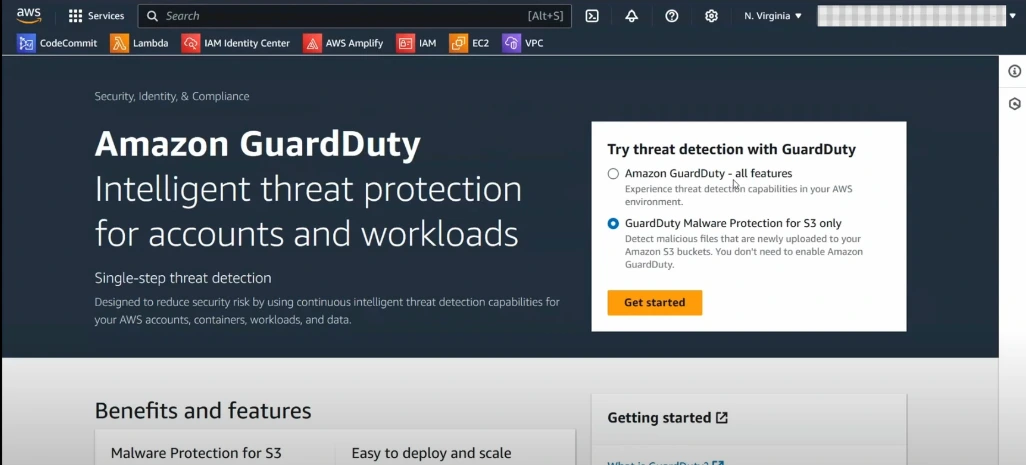 aws
Services
Search
[Alt+S]
N. Virginia
CodeCommit
Lambda
IAM Identity Center
AWS Amplify
IAM
EC2
VPC
Security, Identity, & Compliance
Amazon GuardDuty
Intelligent threat protection
for accounts and workloads
Single-step threat detection
Designed to reduce security risk by using continuous intelligent threat detection capabilities for
your AWS accounts, containers, workloads, and data.
Try threat detection with GuardDuty
Amazon GuardDuty - all features
Experience threat detection capabilities in your AWS
environment.
GuardDuty Malware Protection for S3 only
Detect malicious files that are newly uploaded to your
Amazon S3 buckets. You don't need to enable Amazon
GuardDuty.
Get started
Benefits and features
Malware Protection for S3
Easy to deploy and scale
Getting started
What is GuardDuty?